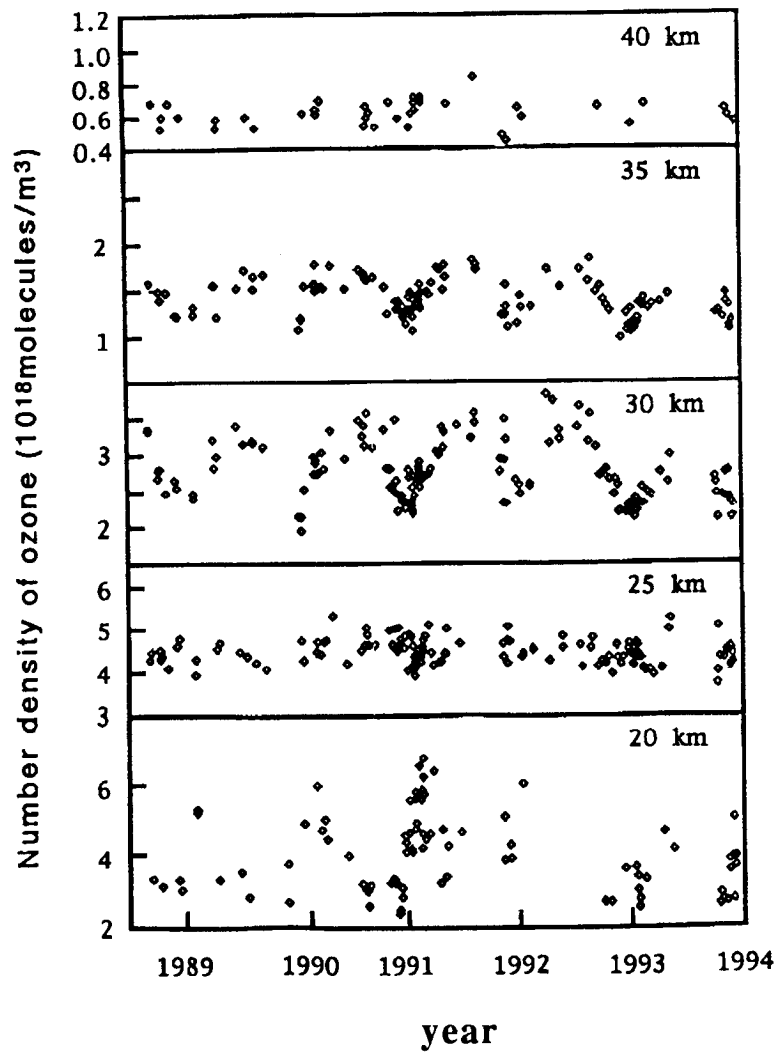 1.2
40 km
1.0
0.8
0.6
0.4
35 km
2
1
30 km
3
2
25 km
6
5
4
3
20 km
6
4
2
1989 1990 1991 1992 1993 1994
year
Number density of ozone (10¹⁸molecules/m³)